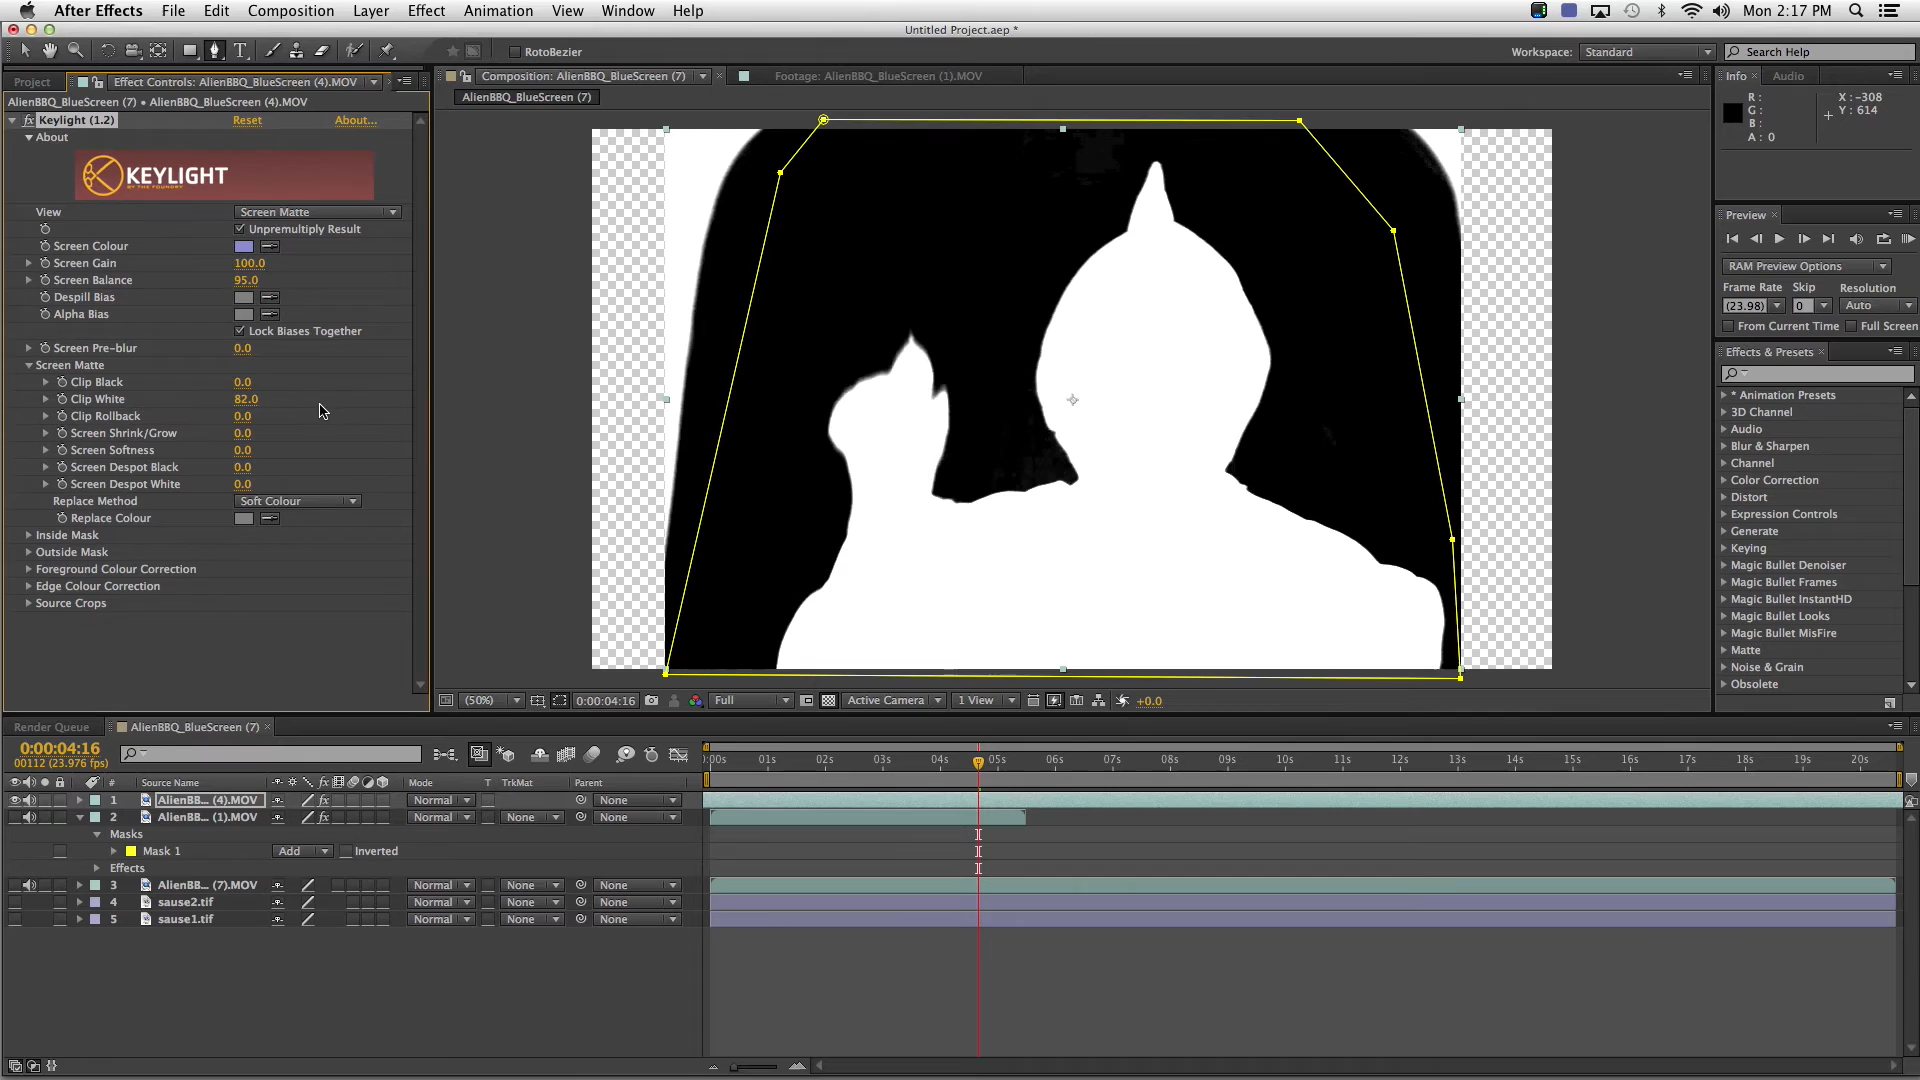 After Effects File Edit Composition Layer Effect Animation View Window Help Mon 2:17 PM
Untitled Project.aep *
RotoBezier Workspace: Standard Search Help
Project Effect Controls: AlienBBQ_BlueScreen (4).MOV Composition: AlienBBQ_BlueScreen (7) Footage: AlienBBQ_BlueScreen (1).MOV Info Audio
AlienBBQ_BlueScreen (7) • AlienBBQ_BlueScreen (4).MOV AlienBBQ_BlueScreen (7)
R: X: -308
G: Y: 614
B:
A: 0
fx Keylight (1.2) Reset About...
About
KEYLIGHT
BY THE FOUNDRY
View Screen Matte
Unpremultiply Result
Screen Colour
Screen Gain 100.0
Screen Balance 95.0
Despill Bias
Alpha Bias
Lock Biases Together
Screen Pre-blur 0.0
Screen Matte
Clip Black 0.0
Clip White 82.0
Clip Rollback 0.0
Screen Shrink/Grow 0.0
Screen Softness 0.0
Screen Despot Black 0.0
Screen Despot White 0.0
Replace Method Soft Colour
Replace Colour
Inside Mask
Outside Mask
Foreground Colour Correction
Edge Colour Correction
Source Crops
Preview
RAM Preview Options
Frame Rate Skip Resolution
(23.98) 0 Auto
From Current Time Full Screen
Effects & Presets
* Animation Presets
3D Channel
Audio
Blur & Sharpen
Channel
Color Correction
Distort
Expression Controls
Generate
Keying
Magic Bullet Denoiser
Magic Bullet Frames
Magic Bullet InstantHD
Magic Bullet Looks
Magic Bullet MisFire
Matte
Noise & Grain
Obsolete
(50%) 0:00:04:16 Full Active Camera 1 View +0.0
Render Queue AlienBBQ_BlueScreen (7)
0:00:04:16
00112 (23.976 fps)
:00s 01s 02s 03s 04s 05s 06s 07s 08s 09s 10s 11s 12s 13s 14s 15s 16s 17s 18s 19s 20s
# Source Name fx Mode T TrkMat Parent
1 AlienBB... (4).MOV fx Normal None
2 AlienBB... (1).MOV fx Normal None None
Masks
Mask 1 Add Inverted
Effects
3 AlienBB... (7).MOV Normal None None
4 sause2.tif Normal None None
5 sause1.tif Normal None None